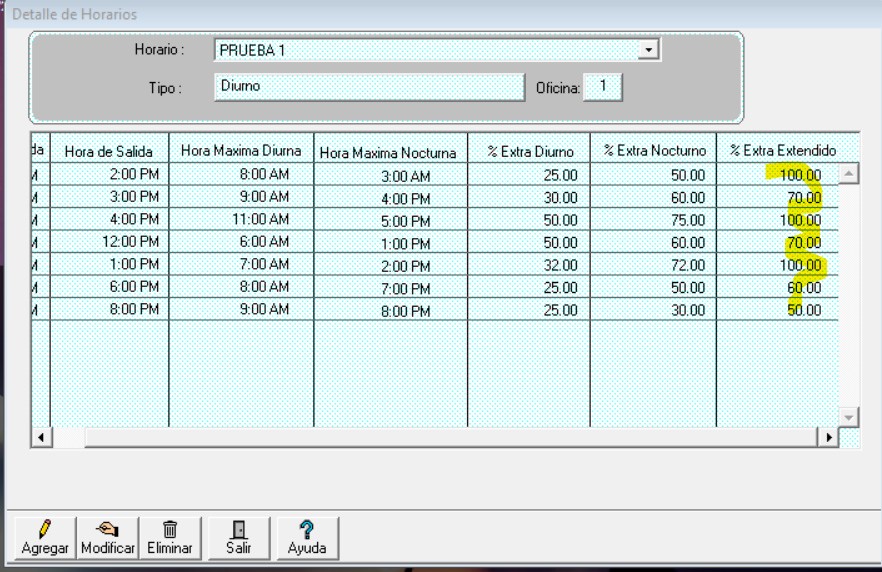 Detalle de Horarios
Horario : PRUEBA 1
Tipo : Diurno Oficina: 1
da Hora de Salida Hora Maxima Diurna Hora Maxima Nocturna % Extra Diurno % Extra Nocturno % Extra Extendido
M 2:00 PM 8:00 AM 3:00 AM 25.00 50.00 100.00
M 3:00 PM 9:00 AM 4:00 PM 30.00 60.00 70.00
M 4:00 PM 11:00 AM 5:00 PM 50.00 75.00 100.00
M 12:00 PM 6:00 AM 1:00 PM 50.00 60.00 70.00
M 1:00 PM 7:00 AM 2:00 PM 32.00 72.00 100.00
M 6:00 PM 8:00 AM 7:00 PM 25.00 50.00 60.00
M 8:00 PM 9:00 AM 8:00 PM 25.00 30.00 50.00
Agregar Modificar Eliminar Salir Ayuda